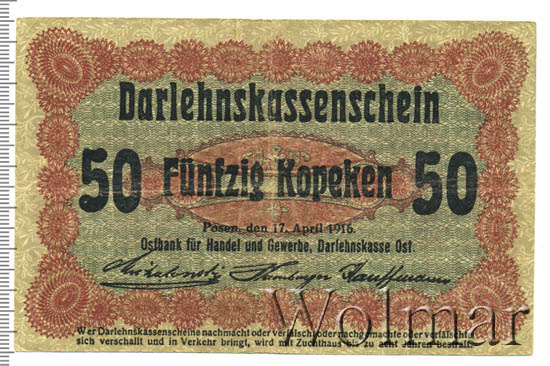 Darlehnskassenschein
50 Fünfzig Kopeken 50
Posen, den 17. April 1916.
Ostbank für Handel und Gewerbe, Darlehnskasse Ost.
Hamburger Kauffmann
Wer Darlehnskassenscheine nachmacht oder verfälscht oder nachgemachte oder verfälschte
sich verschafft und in Verkehr bringt, wird mit Zuchthaus bis zu acht Jahren bestraft.
Wolmar